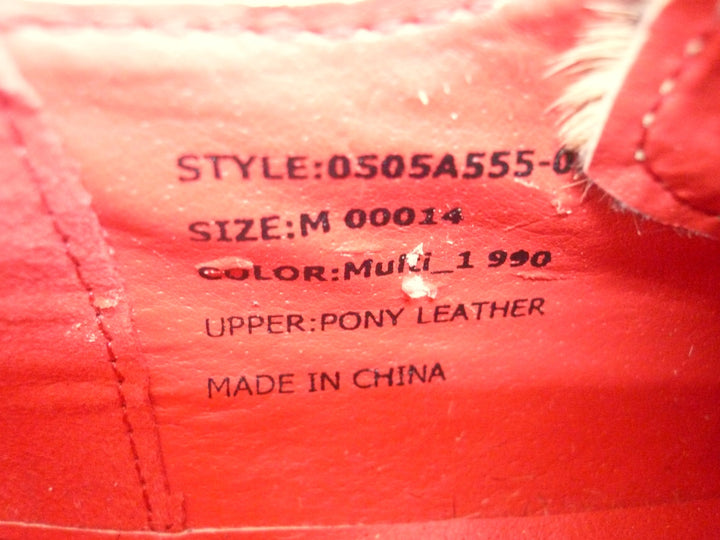 STYLE:0505A555-0
SIZE:M 00014
COLOR:Multi_1 990
UPPER:PONY LEATHER
MADE IN CHINA